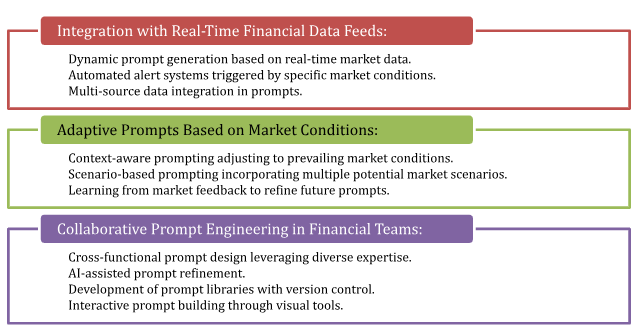 Integration with Real-Time Financial Data Feeds:
Dynamic prompt generation based on real-time market data.
Automated alert systems triggered by specific market conditions.
Multi-source data integration in prompts.
Adaptive Prompts Based on Market Conditions:
Context-aware prompting adjusting to prevailing market conditions.
Scenario-based prompting incorporating multiple potential market scenarios.
Learning from market feedback to refine future prompts.
Collaborative Prompt Engineering in Financial Teams:
Cross-functional prompt design leveraging diverse expertise.
AI-assisted prompt refinement.
Development of prompt libraries with version control.
Interactive prompt building through visual tools.